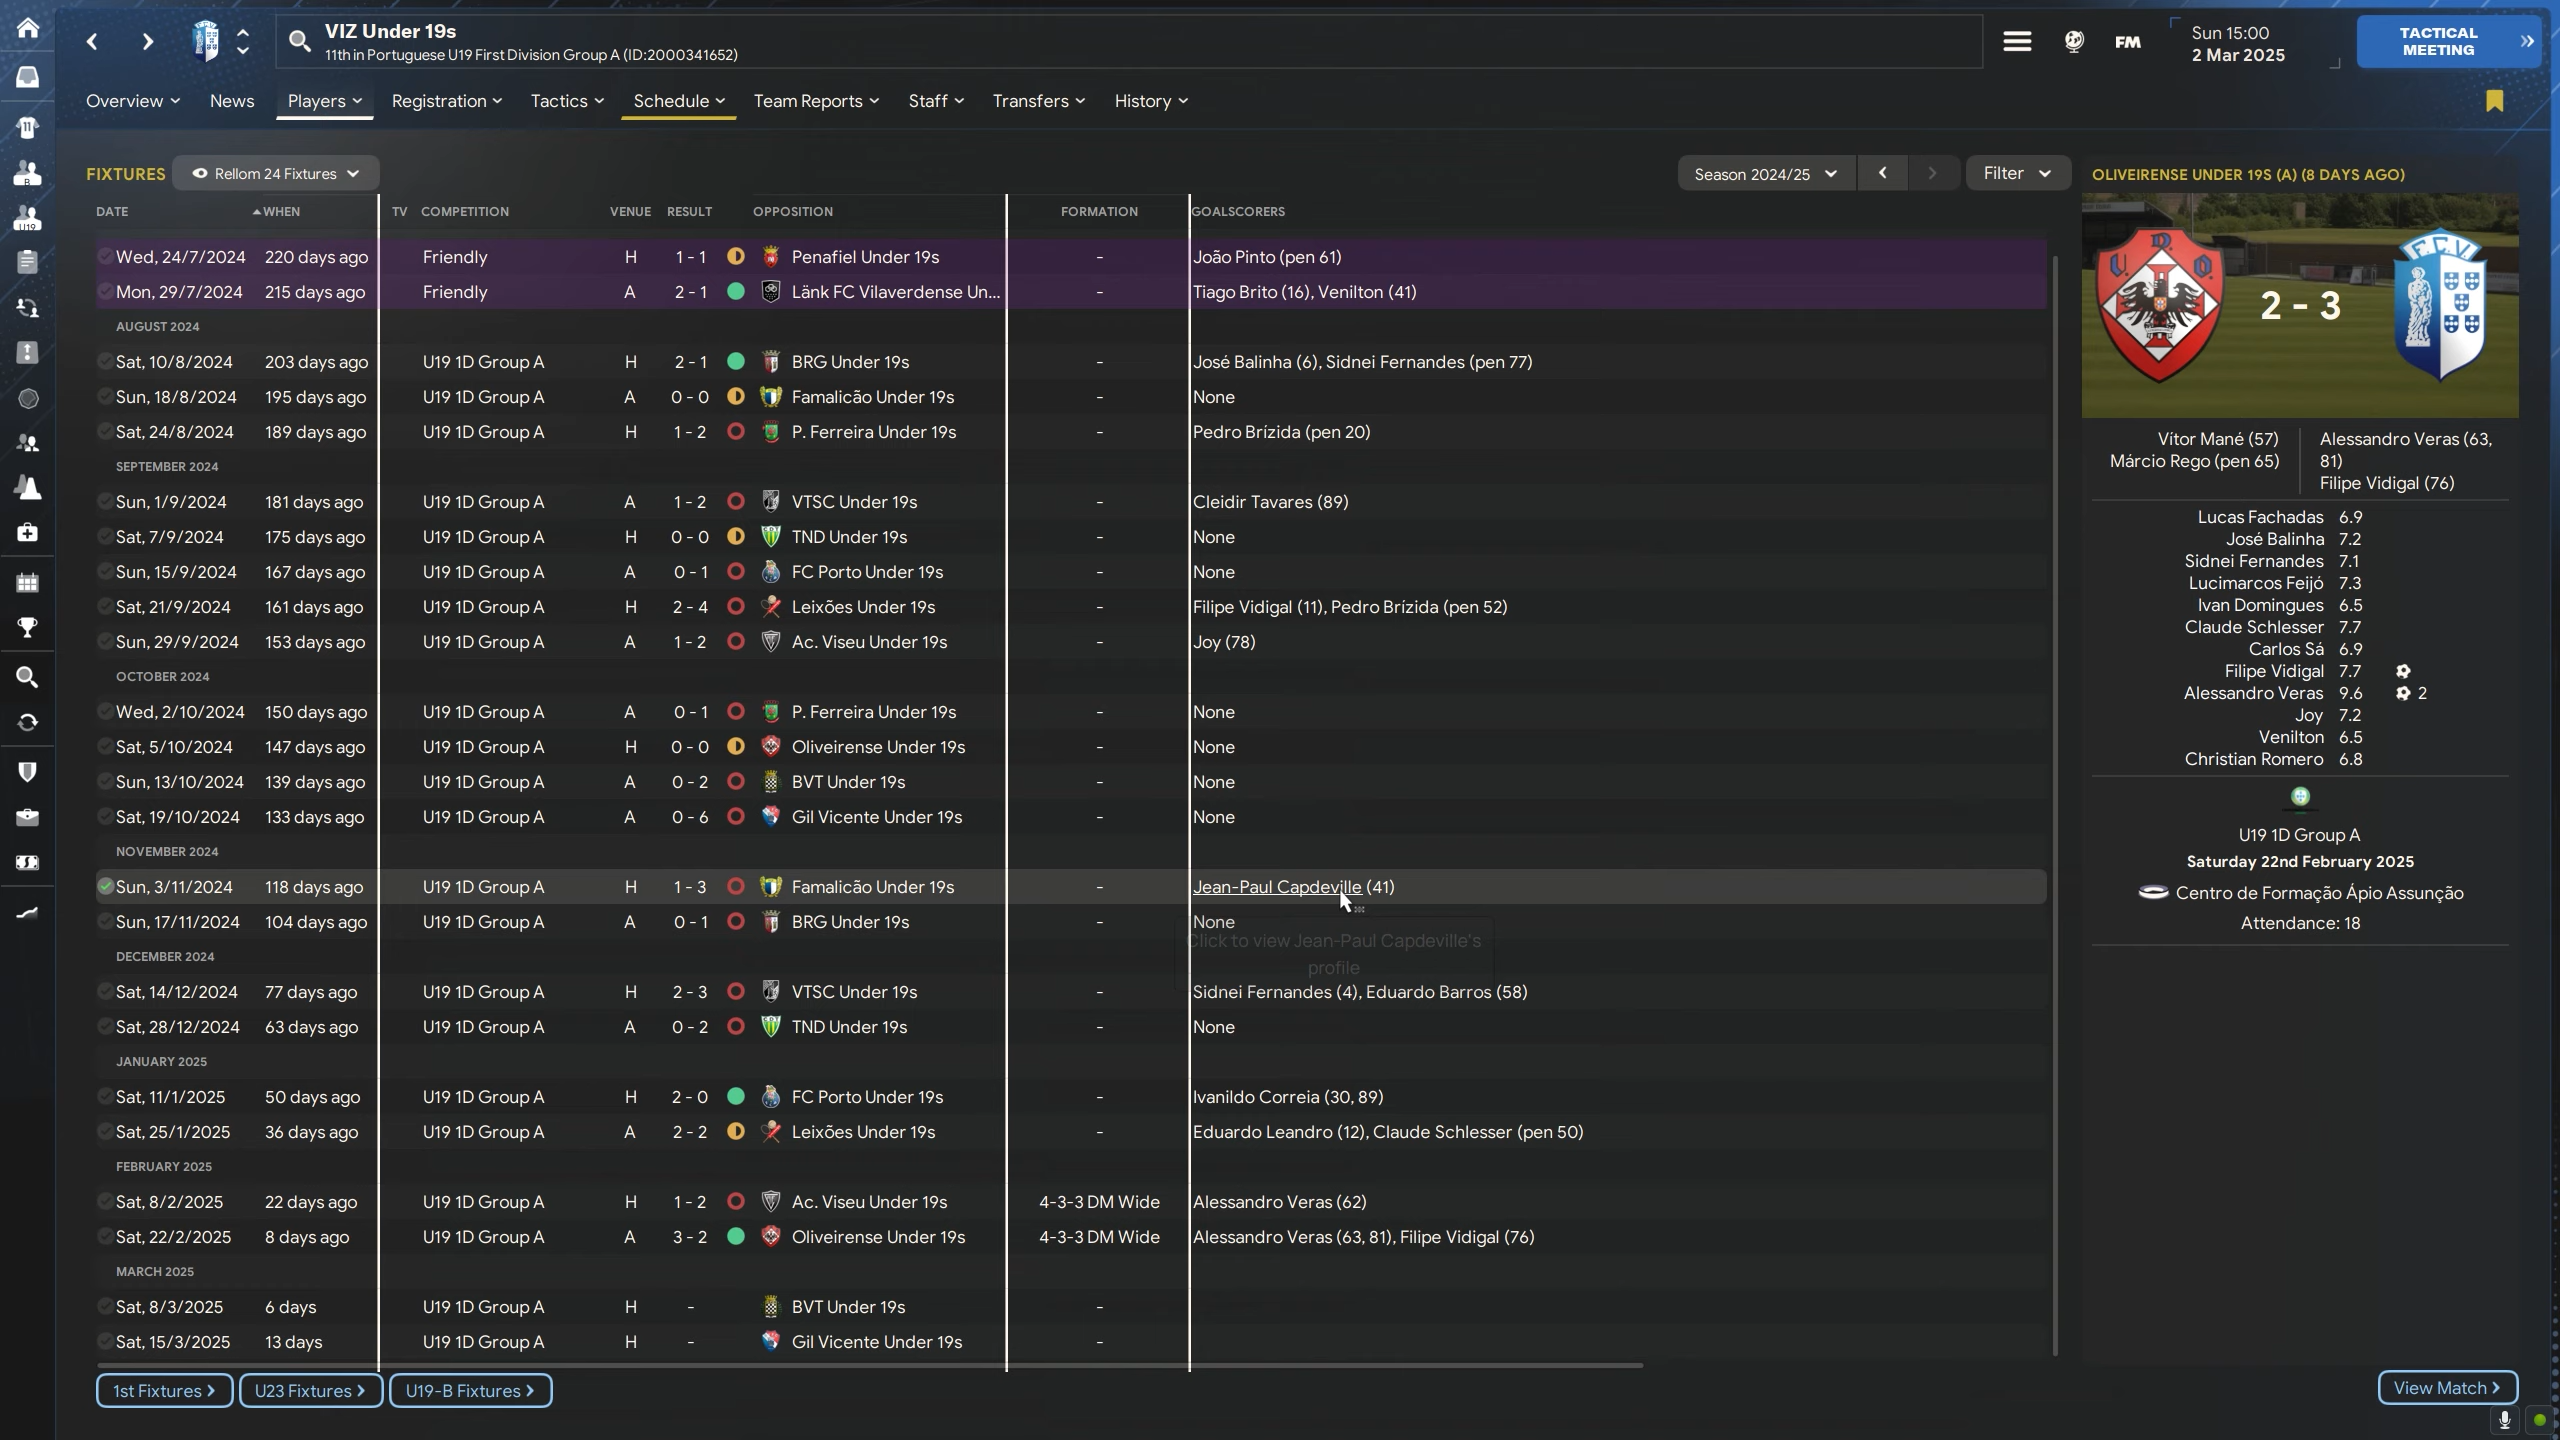 VIZ Under 19s
11th in Portuguese U19 First Division Group A (ID:2000341652)
FM
Sun 15:00
2 Mar 2025
TACTICAL
MEETING
Overview News Players Registration Tactics Schedule Team Reports Staff Transfers History
FIXTURES Rellom 24 Fixtures Season 2024/25 Filter
DATE WHEN TV COMPETITION VENUE RESULT OPPOSITION FORMATION GOALSCORERS
Wed, 24/7/2024 220 days ago Friendly H 1 - 1 Penafiel Under 19s - João Pinto (pen 61)
Mon, 29/7/2024 215 days ago Friendly A 2 - 1 Länk FC Vilaverdense Un... - Tiago Brito (16), Venilton (41)
AUGUST 2024
Sat, 10/8/2024 203 days ago U19 1D Group A H 2 - 1 BRG Under 19s - José Balinha (6), Sidnei Fernandes (pen 77)
Sun, 18/8/2024 195 days ago U19 1D Group A A 0 - 0 Famalicão Under 19s - None
Sat, 24/8/2024 189 days ago U19 1D Group A H 1 - 2 P. Ferreira Under 19s - Pedro Brízida (pen 20)
SEPTEMBER 2024
Sun, 1/9/2024 181 days ago U19 1D Group A A 1 - 2 VTSC Under 19s - Cleidir Tavares (89)
Sat, 7/9/2024 175 days ago U19 1D Group A H 0 - 0 TND Under 19s - None
Sun, 15/9/2024 167 days ago U19 1D Group A A 0 - 1 FC Porto Under 19s - None
Sat, 21/9/2024 161 days ago U19 1D Group A H 2 - 4 Leixões Under 19s - Filipe Vidigal (11), Pedro Brízida (pen 52)
Sun, 29/9/2024 153 days ago U19 1D Group A A 1 - 2 Ac. Viseu Under 19s - Joy (78)
OCTOBER 2024
Wed, 2/10/2024 150 days ago U19 1D Group A A 0 - 1 P. Ferreira Under 19s - None
Sat, 5/10/2024 147 days ago U19 1D Group A H 0 - 0 Oliveirense Under 19s - None
Sun, 13/10/2024 139 days ago U19 1D Group A A 0 - 2 BVT Under 19s - None
Sat, 19/10/2024 133 days ago U19 1D Group A A 0 - 6 Gil Vicente Under 19s - None
NOVEMBER 2024
Sun, 3/11/2024 118 days ago U19 1D Group A H 1 - 3 Famalicão Under 19s - Jean-Paul Capdeville (41)
Sun, 17/11/2024 104 days ago U19 1D Group A A 0 - 1 BRG Under 19s - None
Click to view Jean-Paul Capdeville's
profile
DECEMBER 2024
Sat, 14/12/2024 77 days ago U19 1D Group A H 2 - 3 VTSC Under 19s - Sidnei Fernandes (4), Eduardo Barros (58)
Sat, 28/12/2024 63 days ago U19 1D Group A A 0 - 2 TND Under 19s - None
JANUARY 2025
Sat, 11/1/2025 50 days ago U19 1D Group A H 2 - 0 FC Porto Under 19s - Ivanildo Correia (30, 89)
Sat, 25/1/2025 36 days ago U19 1D Group A A 2 - 2 Leixões Under 19s - Eduardo Leandro (12), Claude Schlesser (pen 50)
FEBRUARY 2025
Sat, 8/2/2025 22 days ago U19 1D Group A H 1 - 2 Ac. Viseu Under 19s 4-3-3 DM Wide Alessandro Veras (62)
Sat, 22/2/2025 8 days ago U19 1D Group A A 3 - 2 Oliveirense Under 19s 4-3-3 DM Wide Alessandro Veras (63, 81), Filipe Vidigal (76)
MARCH 2025
Sat, 8/3/2025 6 days U19 1D Group A H - BVT Under 19s -
Sat, 15/3/2025 13 days U19 1D Group A H - Gil Vicente Under 19s -
1st Fixtures U23 Fixtures U19-B Fixtures
OLIVEIRENSE UNDER 19S (A) (8 DAYS AGO)
2 - 3
Vítor Mané (57)
Márcio Rego (pen 65)
Alessandro Veras (63,
81)
Filipe Vidigal (76)
Lucas Fachadas 6.9
José Balinha 7.2
Sidnei Fernandes 7.1
Lucimarcos Feijó 7.3
Ivan Domingues 6.5
Claude Schlesser 7.7
Carlos Sá 6.9
Filipe Vidigal 7.7
Alessandro Veras 9.6 2
Joy 7.2
Venilton 6.5
Christian Romero 6.8
U19 1D Group A
Saturday 22nd February 2025
Centro de Formação Ápio Assunção
Attendance: 18
View Match